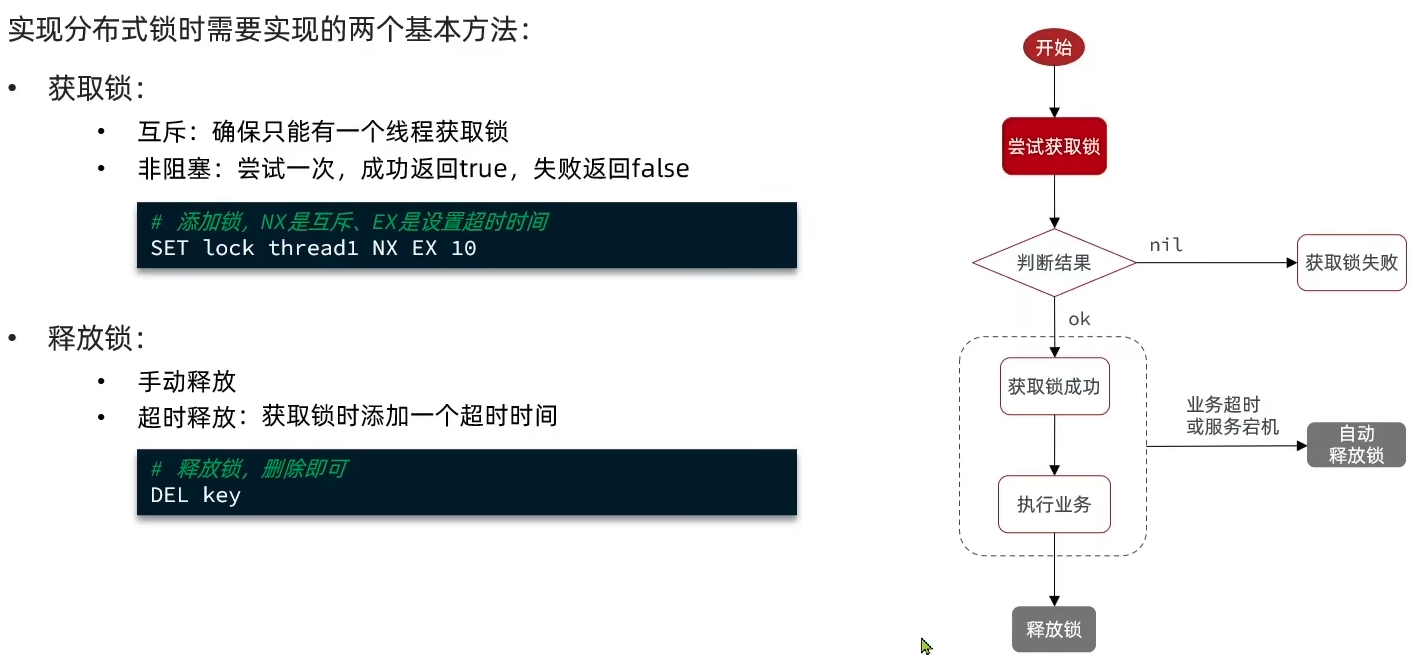 实现分布式锁时需要实现的两个基本方法：
• 获取锁：
• 互斥：确保只能有一个线程获取锁
• 非阻塞：尝试一次，成功返回true，失败返回false
# 添加锁，NX是互斥、EX是设置超时时间
SET lock thread1 NX EX 10
• 释放锁：
• 手动释放
• 超时释放：获取锁时添加一个超时时间
# 释放锁，删除即可
DEL key
开始
尝试获取锁
判断结果
nil
获取锁失败
ok
获取锁成功
执行业务
业务超时
或服务宕机
自动
释放锁
释放锁